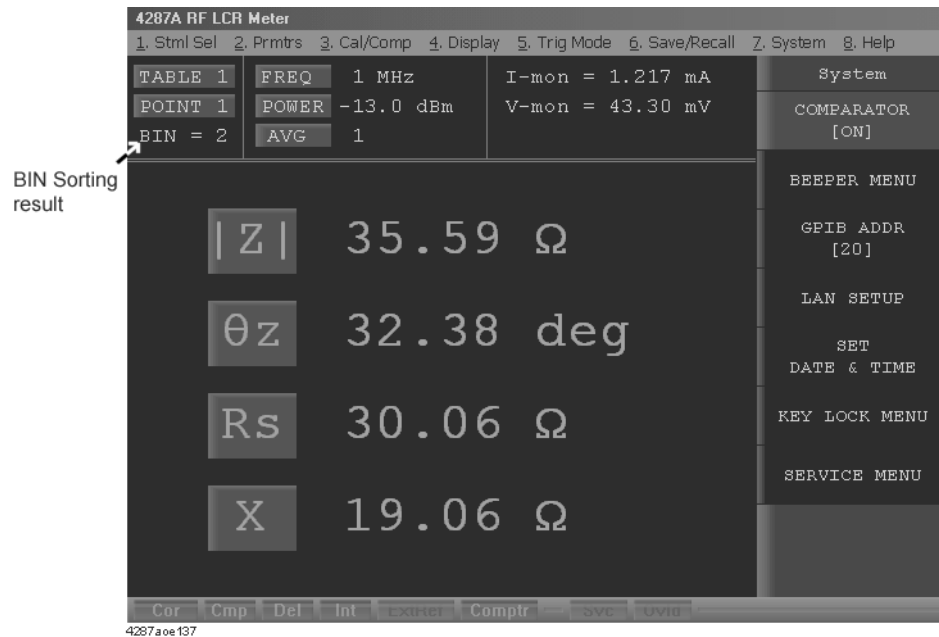 4287A RF LCR Meter
1. Stml Sel 2. Prmtrs 3. Cal/Comp 4. Display 5. Trig Mode 6. Save/Recall 7. System 8. Help
TABLE 1 FREQ 1 MHz I-mon = 1.217 mA
POINT 1 POWER -13.0 dBm V-mon = 43.30 mV
BIN = 2 AVG 1
BIN Sorting
result
|Z| 35.59 Ω
θz 32.38 deg
Rs 30.06 Ω
X 19.06 Ω
System
COMPARATOR
[ON]
BEEPER MENU
GPIB ADDR
[20]
LAN SETUP
SET
DATE & TIME
KEY LOCK MENU
SERVICE MENU
Cor Cmp Del Int ExtRef Comptr Svc Ovld
4287aoe137